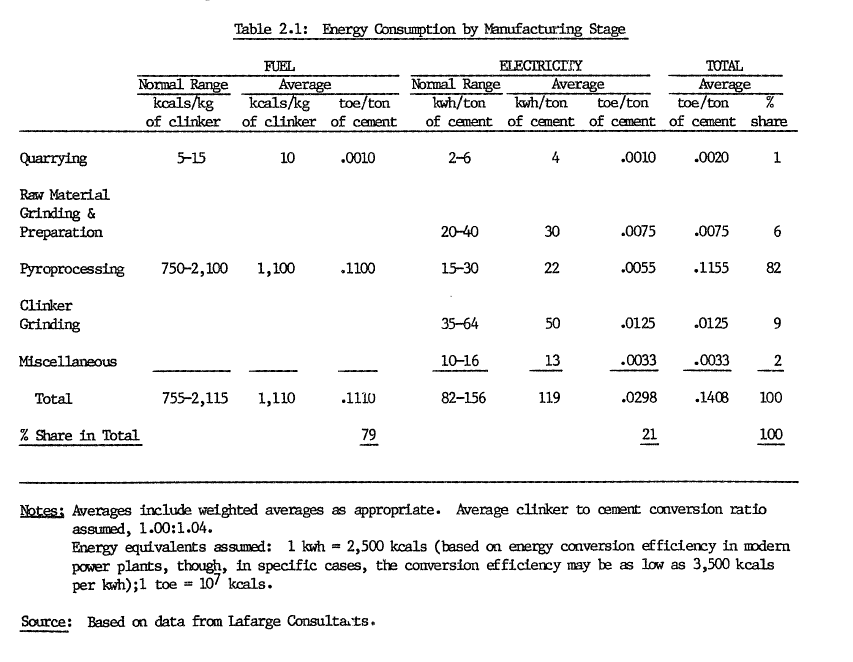 Table 2.1: Energy Consumption by Manufacturing Stage
FUEL ELECTRICITY TOTAL
Normal Range Average Normal Range Average Average
kcals/kg kcals/kg toe/ton kwh/ton kwh/ton toe/ton toe/ton %
of clinker of clinker of cement of cement of cement of cement of cement share
Quarrying 5-15 10 .0010 2-6 4 .0010 .0020 1
Raw Material
Grinding &
Preparation 20-40 30 .0075 .0075 6
Pyroprocessing 750-2,100 1,100 .1100 15-30 22 .0055 .1155 82
Clinker
Grinding 35-64 50 .0125 .0125 9
Miscellaneous 10-16 13 .0033 .0033 2
Total 755-2,115 1,110 .1110 82-156 119 .0298 .1408 100
% Share in Total 79 21 100
Notes: Averages include weighted averages as appropriate. Average clinker to cement conversion ratio
assumed, 1.00:1.04.
Energy equivalents assumed: 1 kwh = 2,500 kcals (based on energy conversion efficiency in modern
power plants, though, in specific cases, the conversion efficiency may be as low as 3,500 kcals
per kwh);1 toe = 10⁷ kcals.
Source: Based on data from Lafarge Consultants.